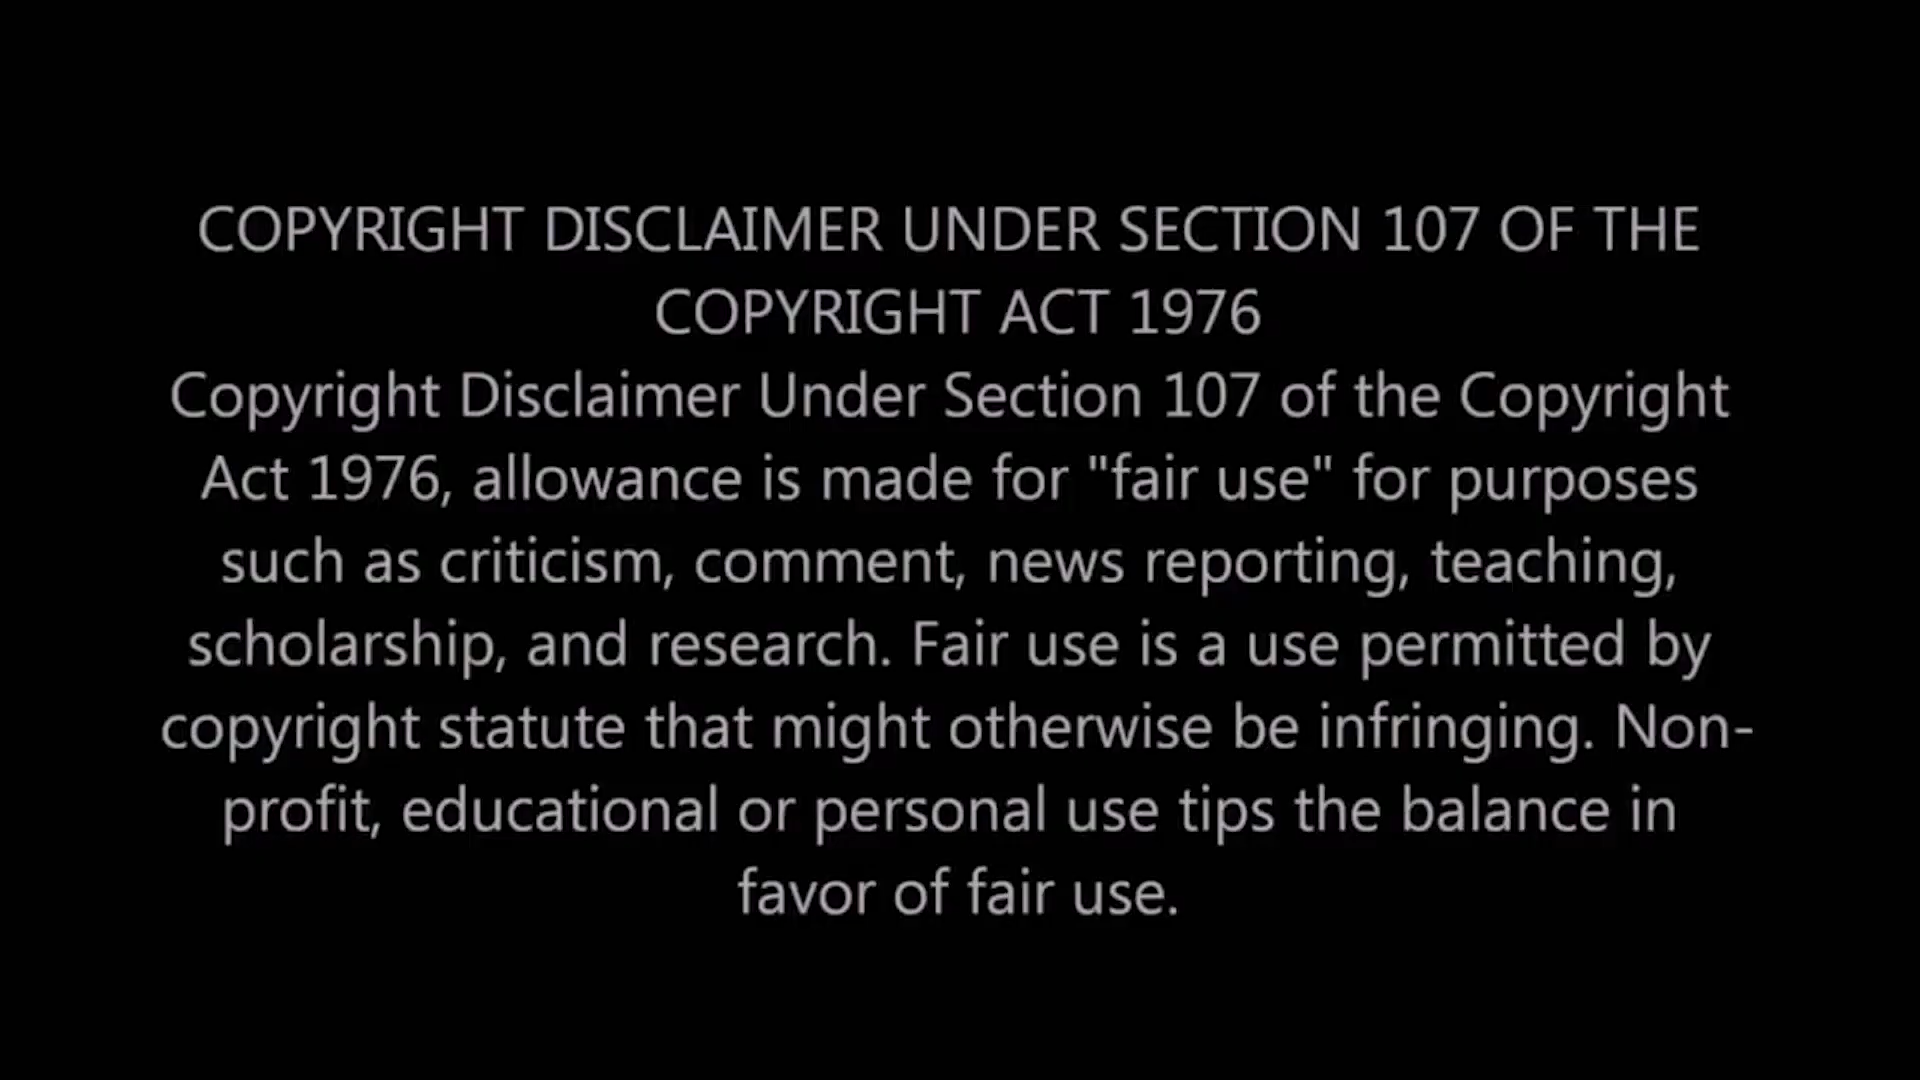 COPYRIGHT DISCLAIMER UNDER SECTION 107 OF THE
COPYRIGHT ACT 1976
Copyright Disclaimer Under Section 107 of the Copyright
Act 1976, allowance is made for "fair use" for purposes
such as criticism, comment, news reporting, teaching,
scholarship, and research. Fair use is a use permitted by
copyright statute that might otherwise be infringing. Non-
profit, educational or personal use tips the balance in
favor of fair use.